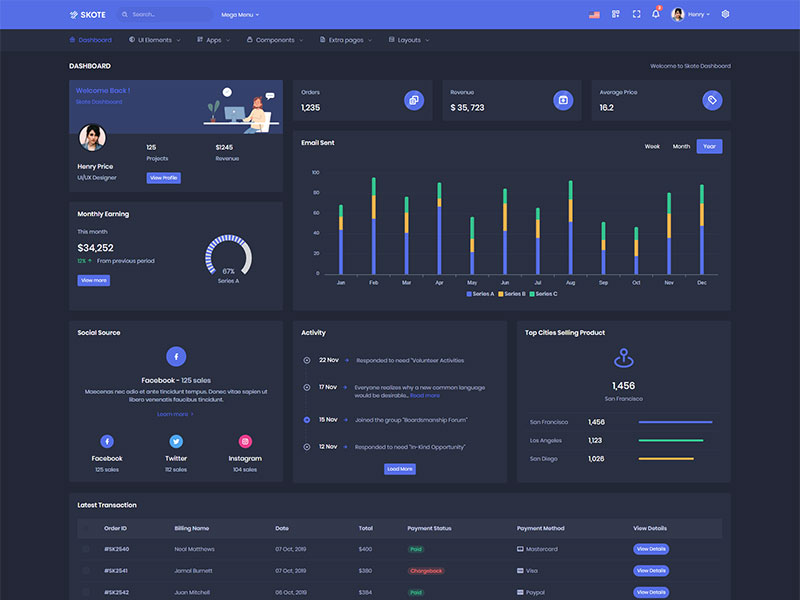 SKOTE
Search...
Mega Menu
Henry
Dashboard
UI Elements
Apps
Components
Extra pages
Layouts
DASHBOARD
Welcome to Skote Dashboard
Welcome Back !
Skote Dashboard
Henry Price
UI/UX Designer
125
Projects
$1245
Revenue
View Profile
Orders
1,235
Revenue
$ 35, 723
Average Price
16.2
Monthly Earning
This month
$34,252
12% From previous period
View more
67%
Series A
Email Sent
Week Month Year
100
80
60
40
20
0
Jan Feb Mar Apr May Jun Jul Aug Sep Oct Nov Dec
Series A Series B Series C
Social Source
Facebook - 125 sales
Maecenas nec odio et ante tincidunt tempus. Donec vitae sapien ut
libero venenatis faucibus tincidunt.
Learn more
Facebook
125 sales
Twitter
112 sales
Instagram
104 sales
Activity
22 Nov Responded to need "Volunteer Activities
17 Nov Everyone realizes why a new common language
would be desirable... Read more
15 Nov Joined the group "Boardsmanship Forum"
12 Nov Responded to need "In-Kind Opportunity"
Load More
Top Cities Selling Product
1,456
San Francisco
San Francisco 1,456
Los Angeles 1,123
San Diego 1,026
Latest Transaction
Order ID Billing Name Date Total Payment Status Payment Method View Details
#SK2540 Neal Matthews 07 Oct, 2019 $400 Paid Mastercard View Details
#SK2541 Jamal Burnett 07 Oct, 2019 $380 Chargeback Visa View Details
#SK2542 Juan Mitchell 06 Oct, 2019 $384 Paid Paypal View Details